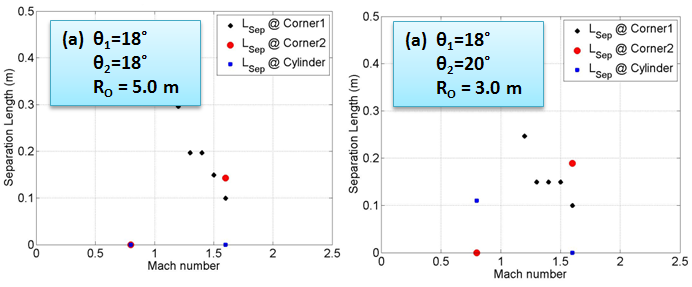 0.5
0.4
0.3
0.2
0.1
0
0 0.5 1 1.5 2 2.5
Mach number
Separation Length (m)
(a) θ1=18°
θ2=18°
RO = 5.0 m
LSep @ Corner1
LSep @ Corner2
LSep @ Cylinder
0.5
0.4
0.3
0.2
0.1
0
0 0.5 1 1.5 2 2.5
Mach number
Separation Length (m)
(a) θ1=18°
θ2=20°
RO = 3.0 m
LSep @ Corner1
LSep @ Corner2
LSep @ Cylinder